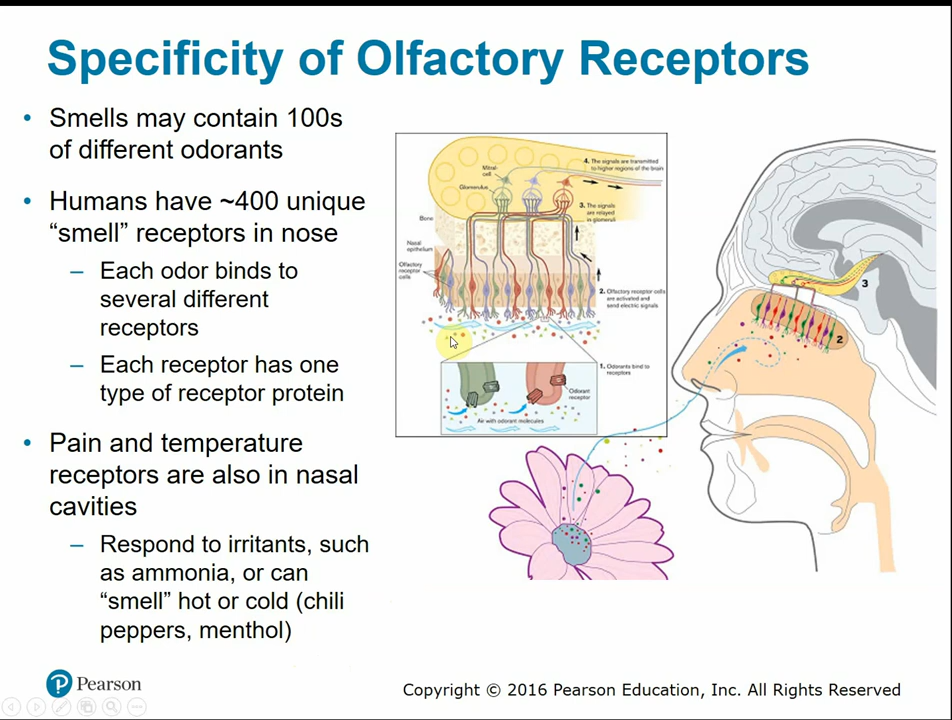 Specificity of Olfactory Receptors
• Smells may contain 100s
of different odorants
• Humans have ~400 unique
“smell” receptors in nose
– Each odor binds to
several different
receptors
– Each receptor has one
type of receptor protein
• Pain and temperature
receptors are also in nasal
cavities
– Respond to irritants, such
as ammonia, or can
“smell” hot or cold (chili
peppers, menthol)
4. The signals are transmitted
to higher regions of the brain
Mitral
cell
Glomerulus
3. The signals
are relayed
in glomeruli
Bone
Nasal
epithelium
Olfactory
receptor
cells
2. Olfactory receptor cells
are activated and
send electric signals
1. Odorants bind to
receptors
Odorant
receptor
Air with odorant molecules
3
2
Pearson
Copyright © 2016 Pearson Education, Inc. All Rights Reserved